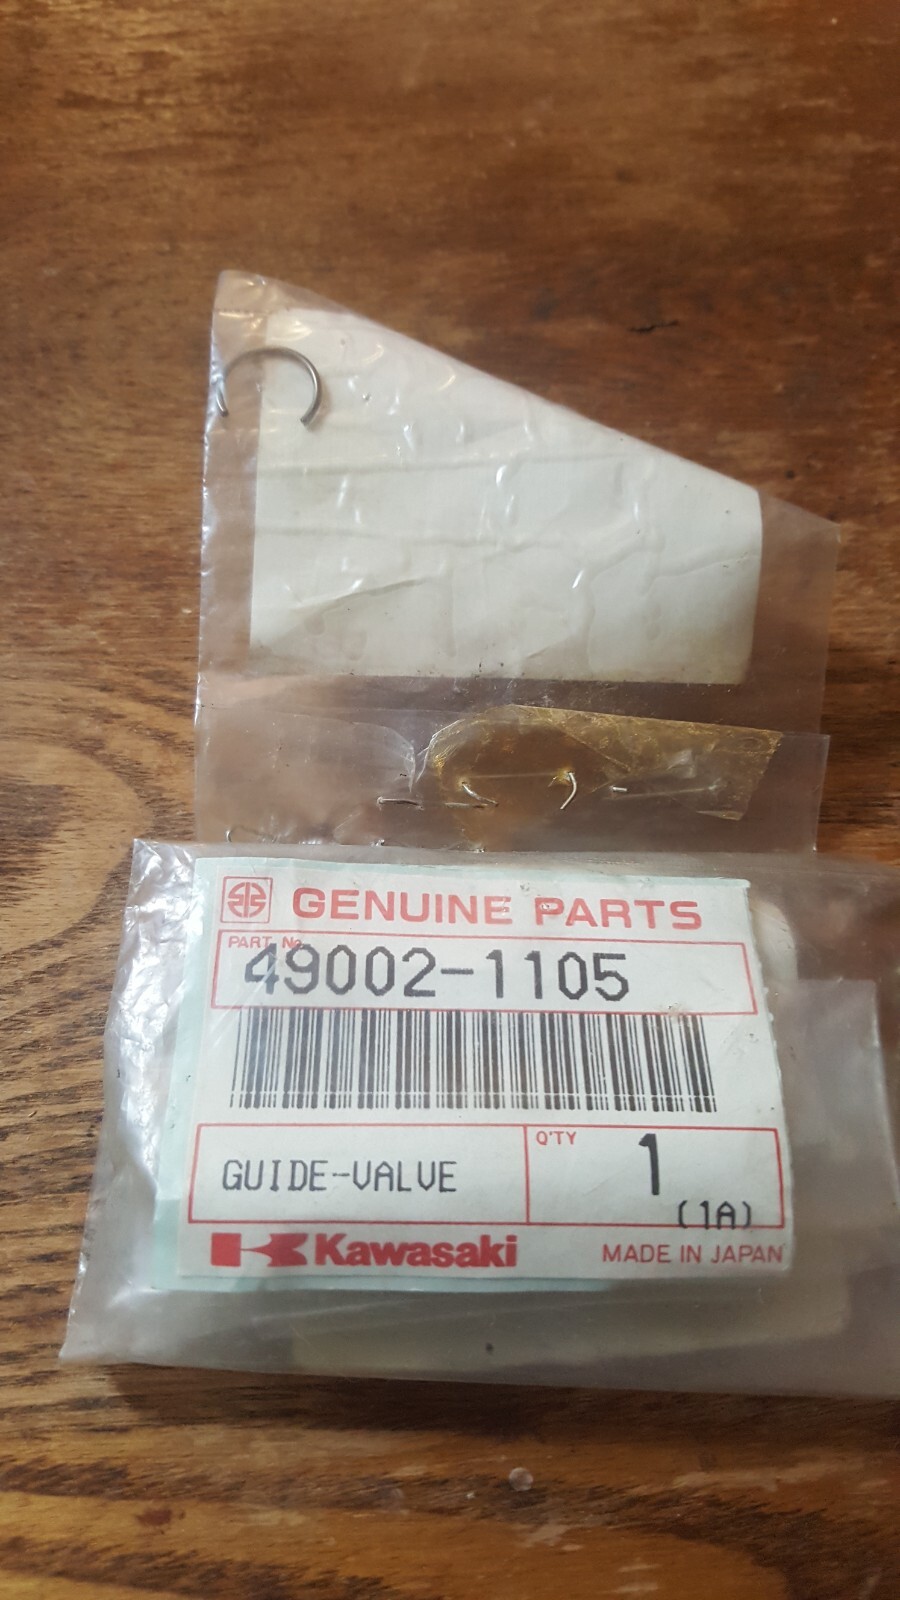 GENUINE PARTS
PART No.
49002-1105
GUIDE-VALVE
Q'TY
1
(1A)
Kawasaki
MADE IN JAPAN